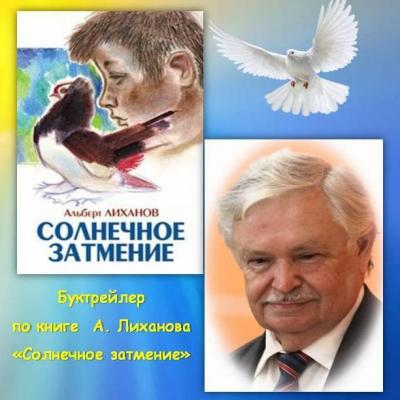 Альберт ЛИХАНОВ
СОЛНЕЧНОЕ
ЗАТМЕНИЕ
Буктрейлер
по книге А. Лиханова
«Солнечное затмение»